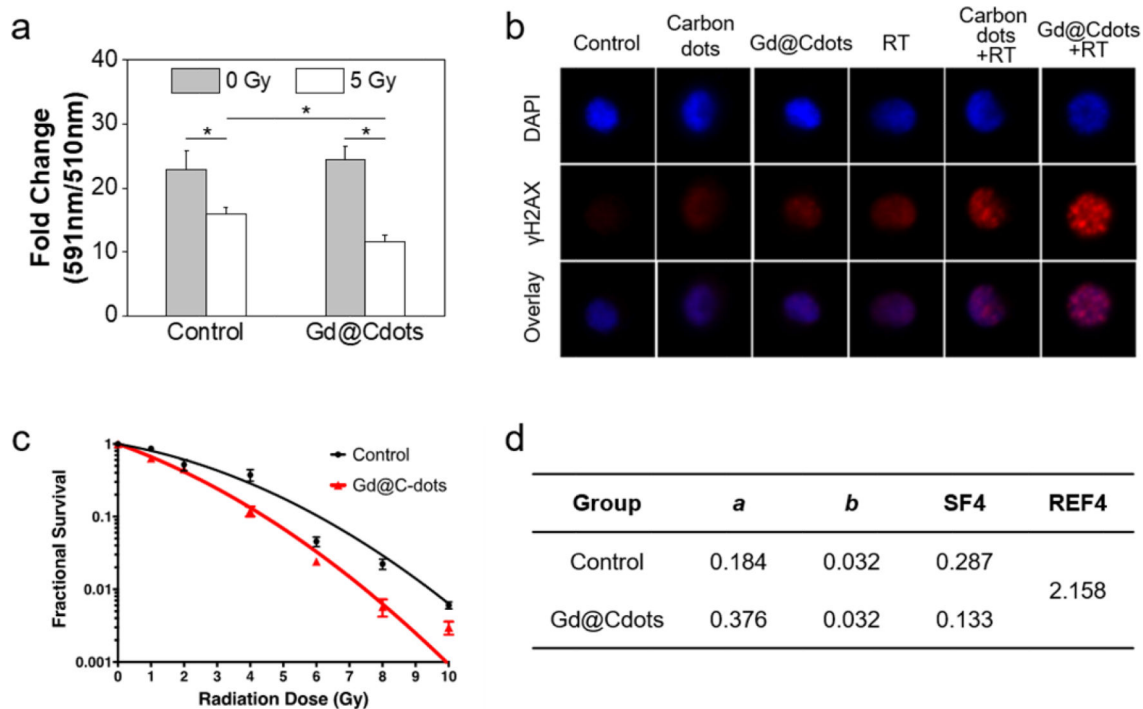 a
Fold Change
(591nm/510nm)
40
30
20
10
0
0 Gy
5 Gy
*
*
*
Control
Gd@Cdots
b
Control
Carbon
dots
Gd@Cdots
RT
Carbon
dots
+RT
Gd@Cdots
+RT
DAPI
γH2AX
Overlay
c
Fractional Survival
1
0.1
0.01
0.001
Control
Gd@C-dots
0 1 2 3 4 5 6 7 8 9 10
Radiation Dose (Gy)
d
Group a b SF4 REF4
Control 0.184 0.032 0.287
2.158
Gd@Cdots 0.376 0.032 0.133